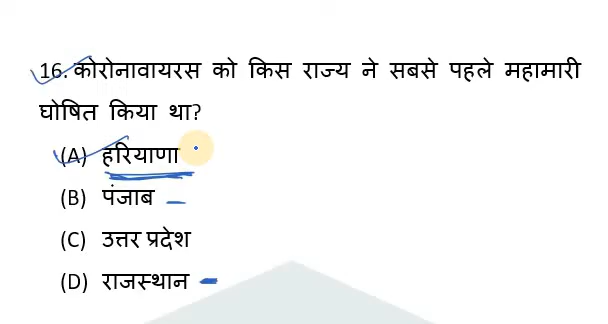 16. कोरोनावायरस को किस राज्य ने सबसे पहले महामारी
घोषित किया था?
(A) हरियाणा
(B) पंजाब
(C) उत्तर प्रदेश
(D) राजस्थान